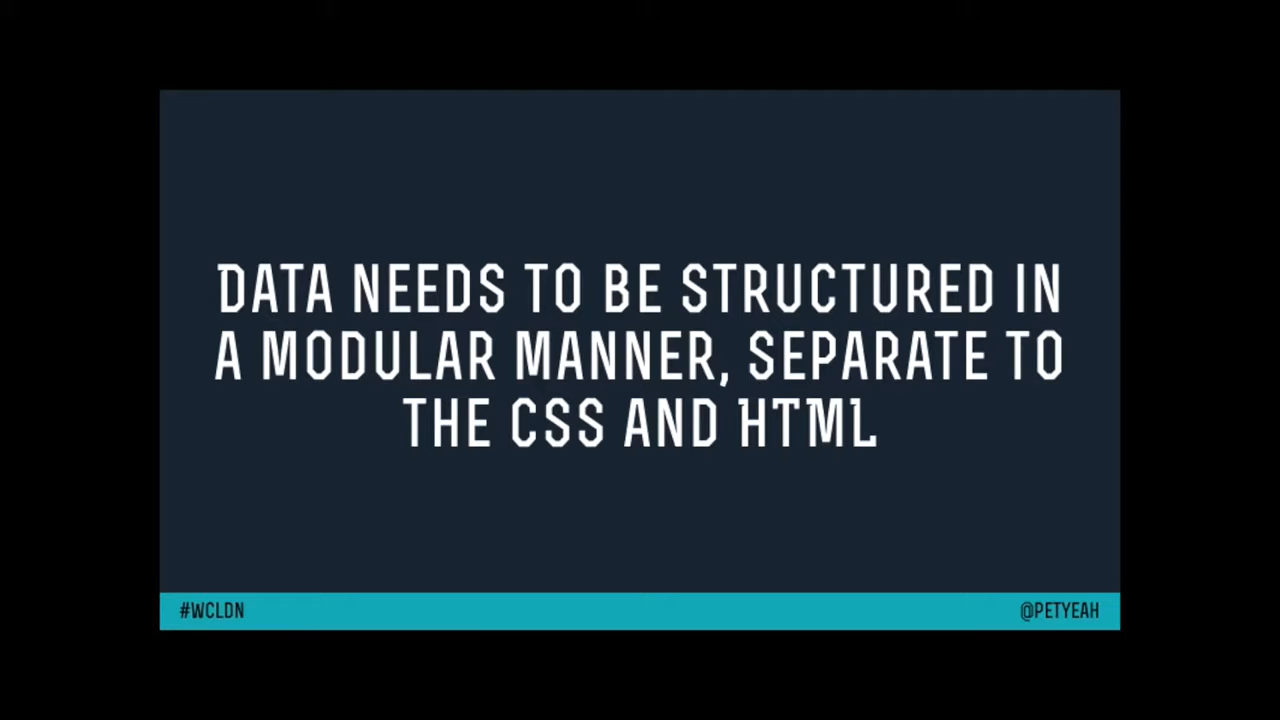 DATA NEEDS TO BE STRUCTURED IN
A MODULAR MANNER, SEPARATE TO
THE CSS AND HTML
#WCLDN
@PETYEAH